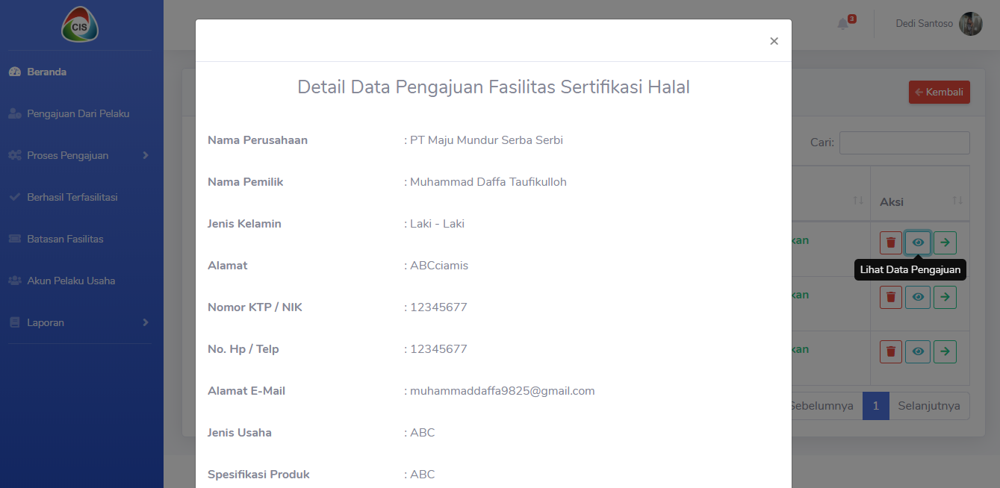 CIS
Beranda
Pengajuan Dari Pelaku
Proses Pengajuan
Berhasil Terfasilitasi
Batasan Fasilitas
Akun Pelaku Usaha
Laporan
3
Dedi Santoso
×
Detail Data Pengajuan Fasilitas Sertifikasi Halal
Nama Perusahaan : PT Maju Mundur Serba Serbi
Nama Pemilik : Muhammad Daffa Taufikulloh
Jenis Kelamin : Laki - Laki
Alamat : ABCciamis
Nomor KTP / NIK : 12345677
No. Hp / Telp : 12345677
Alamat E-Mail : muhammaddaffa9825@gmail.com
Jenis Usaha : ABC
Spesifikasi Produk : ABC
Kembali
Cari:
Aksi
kan
Lihat Data Pengajuan
kan
kan
Sebelumnya 1 Selanjutnya